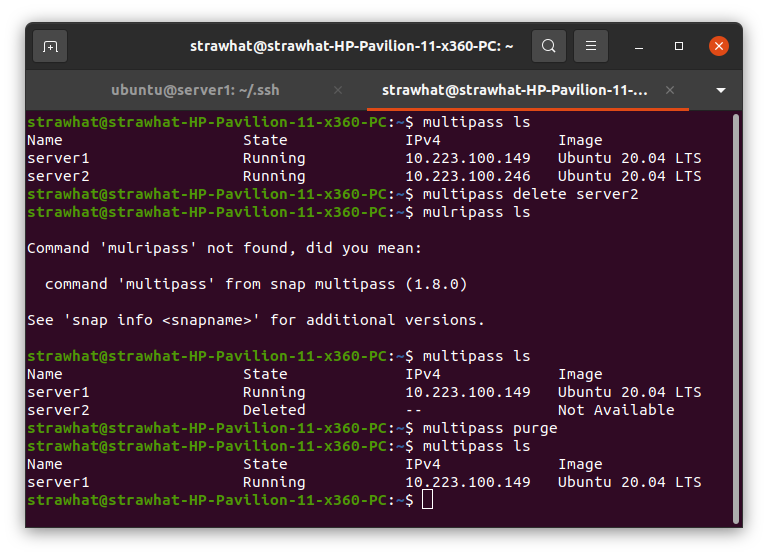 strawhat@strawhat-HP-Pavilion-11-x360-PC: ~
ubuntu@server1: ~/.ssh
strawhat@strawhat-HP-Pavilion-11-...
strawhat@strawhat-HP-Pavilion-11-x360-PC:~$ multipass ls
Name State IPv4 Image
server1 Running 10.223.100.149 Ubuntu 20.04 LTS
server2 Running 10.223.100.246 Ubuntu 20.04 LTS
strawhat@strawhat-HP-Pavilion-11-x360-PC:~$ multipass delete server2
strawhat@strawhat-HP-Pavilion-11-x360-PC:~$ mulripass ls
Command 'mulripass' not found, did you mean:
command 'multipass' from snap multipass (1.8.0)
See 'snap info <snapname>' for additional versions.
strawhat@strawhat-HP-Pavilion-11-x360-PC:~$ multipass ls
Name State IPv4 Image
server1 Running 10.223.100.149 Ubuntu 20.04 LTS
server2 Deleted -- Not Available
strawhat@strawhat-HP-Pavilion-11-x360-PC:~$ multipass purge
strawhat@strawhat-HP-Pavilion-11-x360-PC:~$ multipass ls
Name State IPv4 Image
server1 Running 10.223.100.149 Ubuntu 20.04 LTS
strawhat@strawhat-HP-Pavilion-11-x360-PC:~$